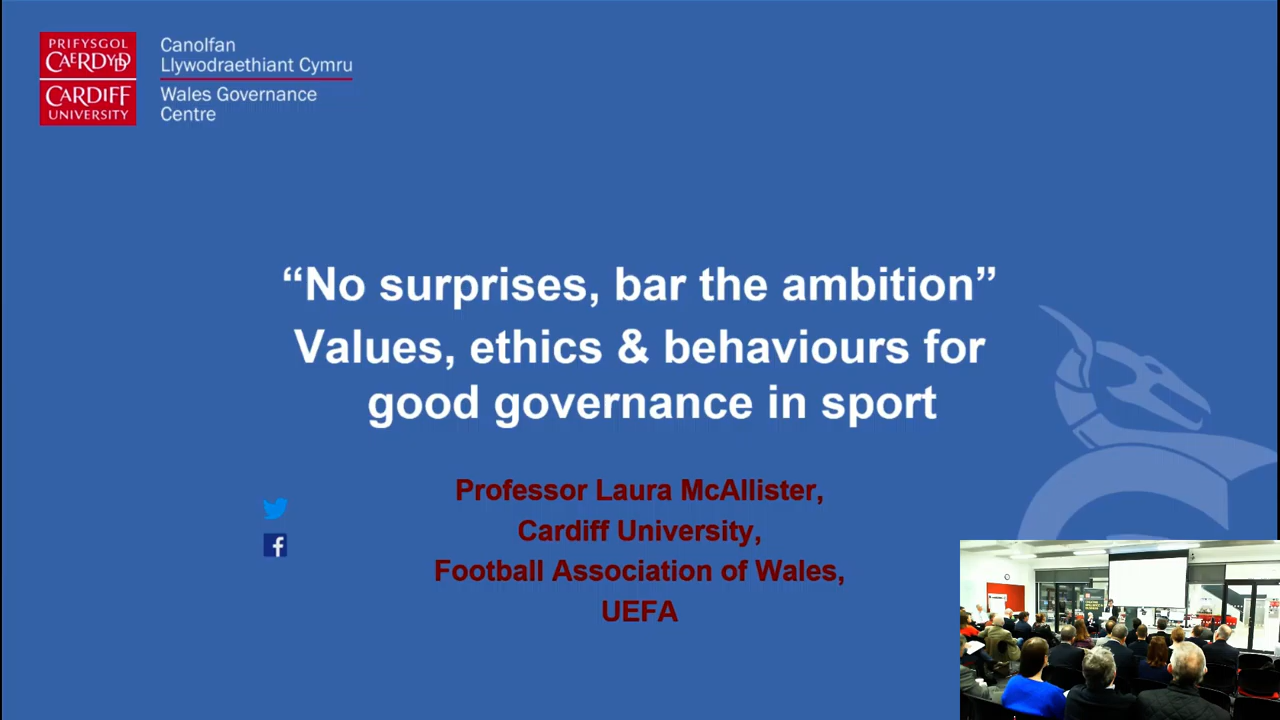 PRIFYSGOL
CAERDYDD
CARDIFF
UNIVERSITY
Canolfan
Llywodraethiant Cymru
Wales Governance
Centre
“No surprises, bar the ambition”
Values, ethics & behaviours for
good governance in sport
Professor Laura McAllister,
Cardiff University,
Football Association of Wales,
UEFA